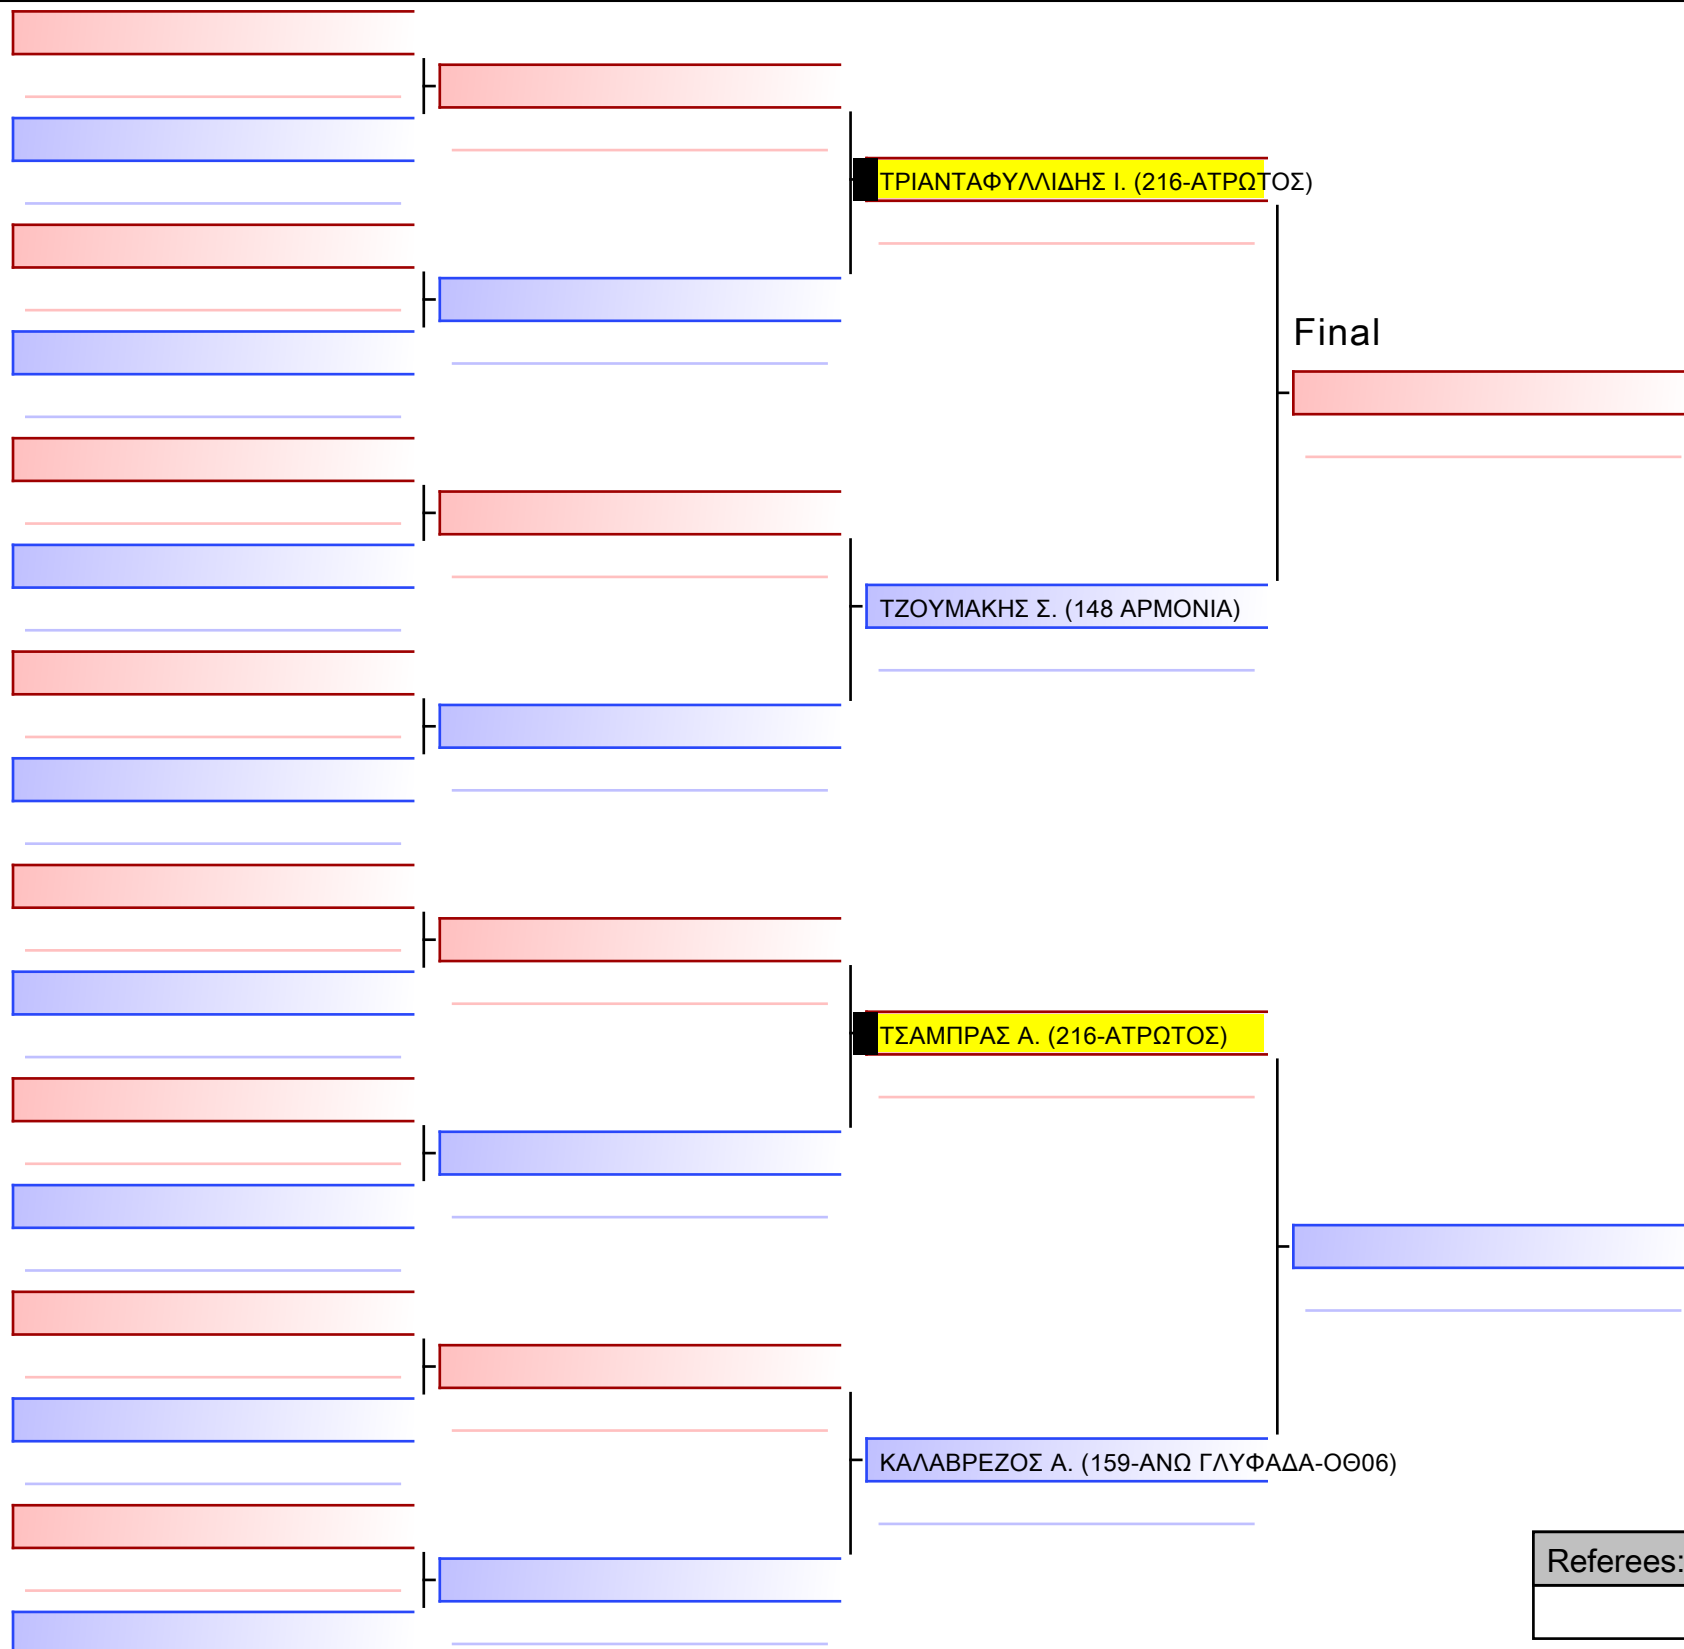 ΤΡΙΑΝΤΑΦΥΛΛΙΔΗΣ Ι. (216-ΑΤΡΩΤΟΣ)
Final
ΤΖΟΥΜΑΚΗΣ Σ. (148 ΑΡΜΟΝΙΑ)
ΤΣΑΜΠΡΑΣ Α. (216-ΑΤΡΩΤΟΣ)
ΚΑΛΑΒΡΕΖΟΣ Α. (159-ΑΝΩ ΓΛΥΦΑΔΑ-ΟΘ06)
Referees: